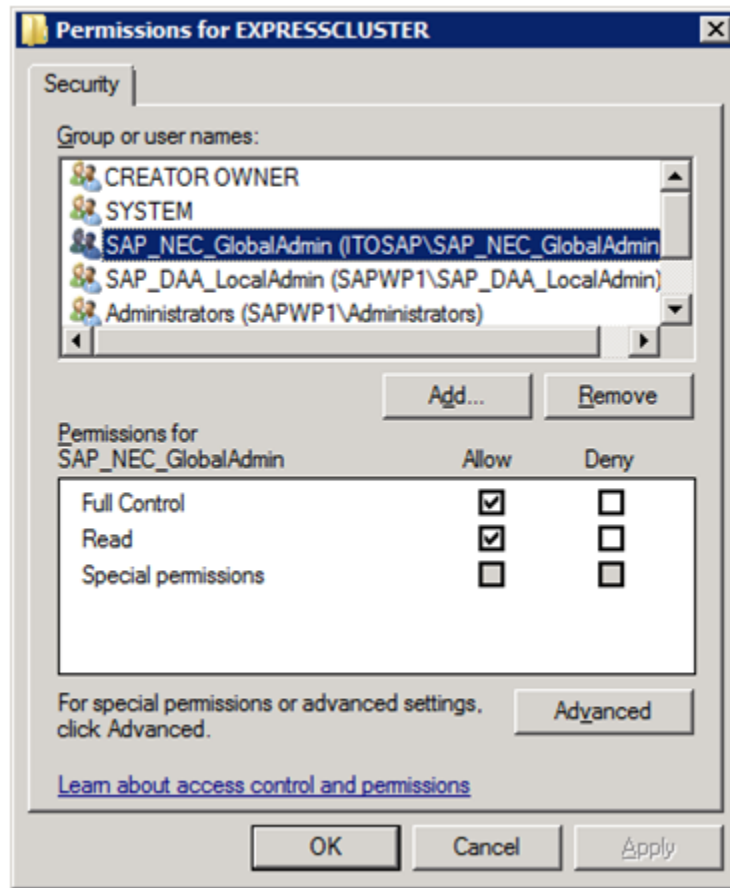 Permissions for EXPRESSCLUSTER
Security
Group or user names:
CREATOR OWNER
SYSTEM
SAP_NEC_GlobalAdmin (ITOSAP\SAP_NEC_GlobalAdmin
SAP_DAA_LocalAdmin (SAPWP1\SAP_DAA_LocalAdmin)
Administrators (SAPWP1\Administrators)
Add... Remove
Permissions for
SAP_NEC_GlobalAdmin Allow Deny
Full Control
Read
Special permissions
For special permissions or advanced settings,
click Advanced. Advanced
Learn about access control and permissions
OK Cancel Apply